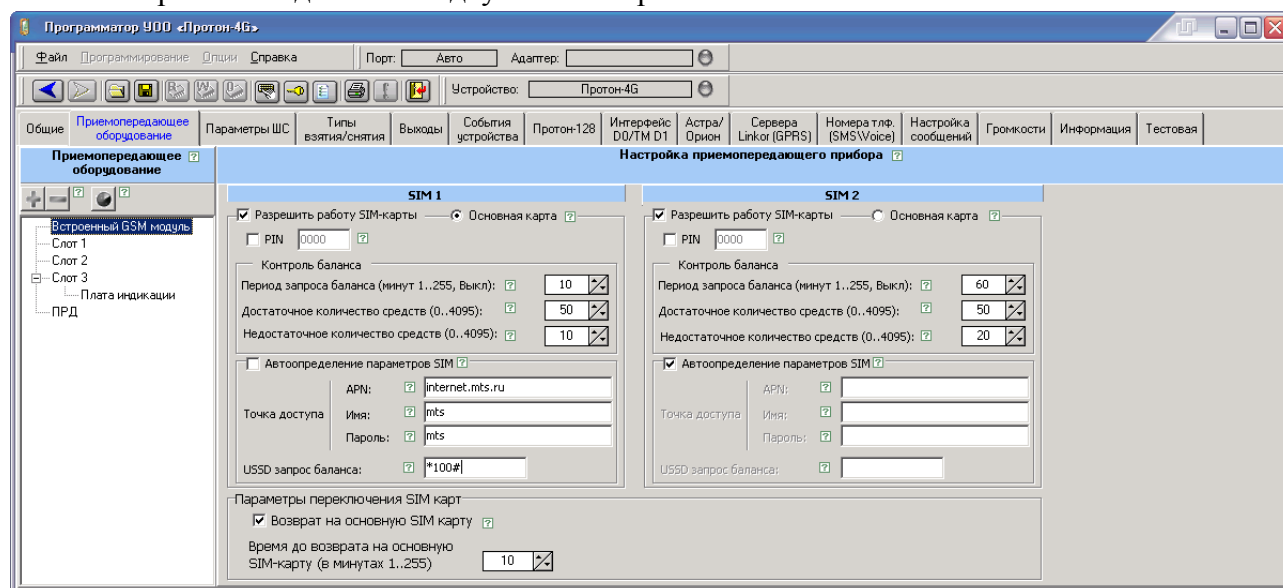 Программатор УОО «Протон-4G»
Файл Программирование Опции Справка Порт: Авто Адаптер:
Устройство: Протон-4G
Общие
Приемопередающее оборудование
Параметры ШС
Типы взятия/снятия
Выходы
События устройства
Протон-128
Интерфейс D0/TM D1
Астра/ Орион
Сервера Linkor (GPRS)
Номера тлф. (SMS\Voice)
Настройка сообщений
Громкости
Информация
Тестовая
Приемопередающее ?
оборудование
Настройка приемопередающего прибора ?
? ?
Встроенный GSM модуль
Слот 1
Слот 2
Слот 3
Плата индикации
ПРД
SIM 1
Разрешить работу SIM-карты Основная карта ?
PIN 0000 ?
Контроль баланса
Период запроса баланса (минут 1..255, Выкл): ? 10
Достаточное количество средств (0..4095): ? 50
Недостаточное количество средств (0..4095): ? 10
Автоопределение параметров SIM ?
APN: ? internet.mts.ru
Точка доступа Имя: ? mts
Пароль: ? mts
USSD запрос баланса: ? *100#
SIM 2
Разрешить работу SIM-карты Основная карта ?
PIN 0000 ?
Контроль баланса
Период запроса баланса (минут 1..255, Выкл): ? 60
Достаточное количество средств (0..4095): ? 50
Недостаточное количество средств (0..4095): ? 20
Автоопределение параметров SIM ?
APN: ?
Точка доступа Имя: ?
Пароль: ?
USSD запрос баланса: ?
Параметры переключения SIM карт
Возврат на основную SIM карту ?
Время до возврата на основную
SIM-карту (в минутах 1..255) 10